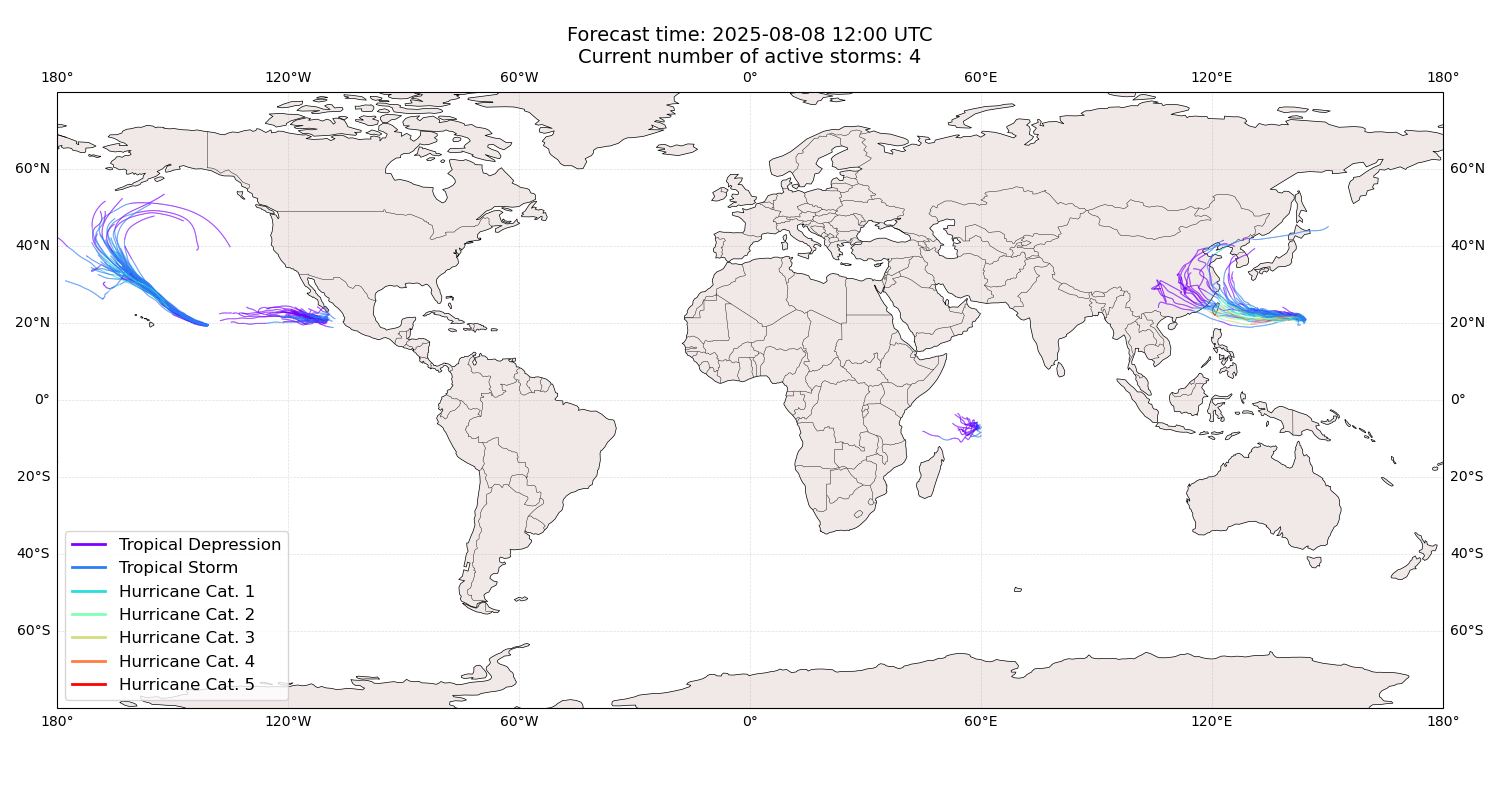 Forecast time: 2025-08-08 12:00 UTC
Current number of active storms: 4
180° 120°W 60°W 0° 60°E 120°E 180°
60°N 60°N
40°N 40°N
20°N 20°N
0° 0°
20°S 20°S
40°S 40°S
60°S 60°S
Tropical Depression
Tropical Storm
Hurricane Cat. 1
Hurricane Cat. 2
Hurricane Cat. 3
Hurricane Cat. 4
Hurricane Cat. 5
180° 120°W 60°W 0° 60°E 120°E 180°